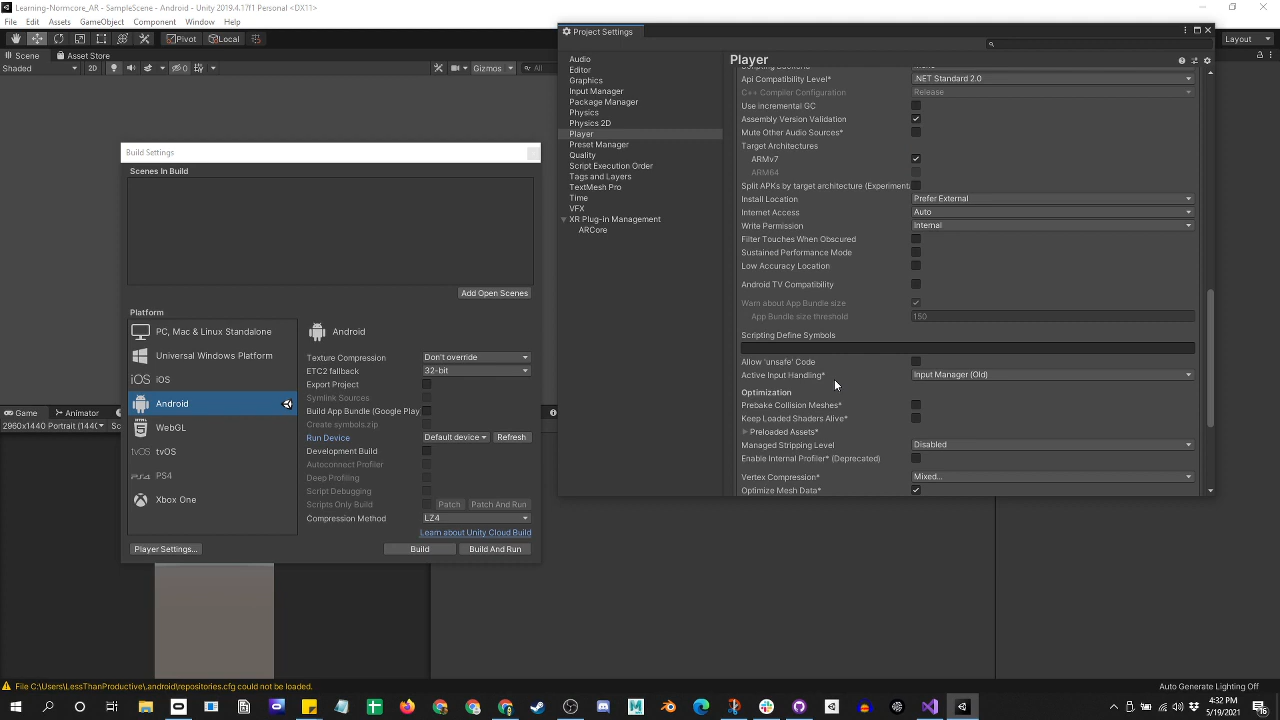 Learning-Normcore_AR - SampleScene - Android - Unity 2019.4.17f1 Personal <DX11>
File Edit Assets GameObject Component Window Help
Pivot Local Layout
Scene Asset Store
Shaded 2D 0 Gizmos All
Project Settings
Audio
Editor
Graphics
Input Manager
Package Manager
Physics
Physics 2D
Player
Preset Manager
Quality
Script Execution Order
Tags and Layers
TextMesh Pro
Time
VFX
XR Plug-in Management
ARCore
Player
Api Compatibility Level* .NET Standard 2.0
C++ Compiler Configuration Release
Use incremental GC
Assembly Version Validation
Mute Other Audio Sources*
Target Architectures
ARMv7
ARM64
Split APKs by target architecture (Experiment
Install Location Prefer External
Internet Access Auto
Write Permission Internal
Filter Touches When Obscured
Sustained Performance Mode
Low Accuracy Location
Android TV Compatibility
Warn about App Bundle size
App Bundle size threshold 150
Scripting Define Symbols
Allow 'unsafe' Code
Active Input Handling* Input Manager (Old)
Optimization
Prebake Collision Meshes*
Keep Loaded Shaders Alive*
Preloaded Assets*
Managed Stripping Level Disabled
Enable Internal Profiler* (Deprecated)
Vertex Compression* Mixed...
Optimize Mesh Data*
Build Settings
Scenes In Build
Add Open Scenes
Platform
PC, Mac & Linux Standalone
Universal Windows Platform
iOS iOS
Android
WebGL
tvOS tvOS
PS4
Xbox One
Android
Texture Compression Don't override
ETC2 fallback 32-bit
Export Project
Symlink Sources
Build App Bundle (Google Play
Create symbols.zip
Run Device Default device Refresh
Development Build
Autoconnect Profiler
Deep Profiling
Script Debugging
Scripts Only Build Patch Patch And Run
Compression Method LZ4
Learn about Unity Cloud Build
Player Settings... Build Build And Run
Game Animator
2960x1440 Portrait (1440
File C:\Users\LessThanProductive\.android\repositories.cfg could not be loaded.
Auto Generate Lighting Off
4:32 PM
5/19/2021